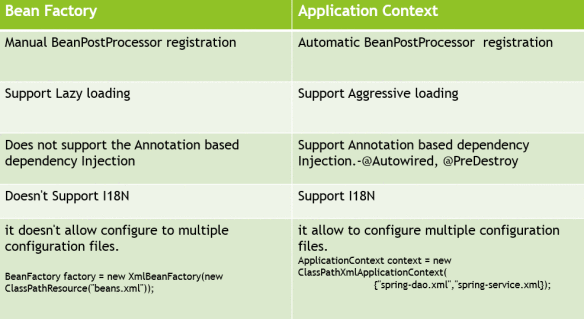 Bean Factory
Application Context
Manual BeanPostProcessor registration
Automatic BeanPostProcessor registration
Support Lazy loading
Support Aggressive loading
Does not support the Annotation based
dependency Injection
Support Annotation based dependency
Injection.-@Autowired, @PreDestroy
Doesn't Support I18N
Support I18N
it doesn't allow configure to multiple
configuration files.
BeanFactory factory = new XmlBeanFactory(new
ClassPathResource("beans.xml"));
it allow to configure multiple configuration
files.
ApplicationContext context = new
ClassPathXmlApplicationContext(
{"spring-dao.xml","spring-service.xml});